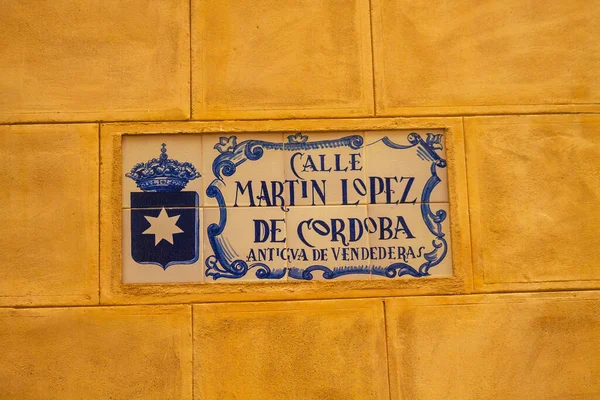 CALLE
MARTIN LOPEZ
DE CORDOBA
ANTIGVA DE VENDEDERAS